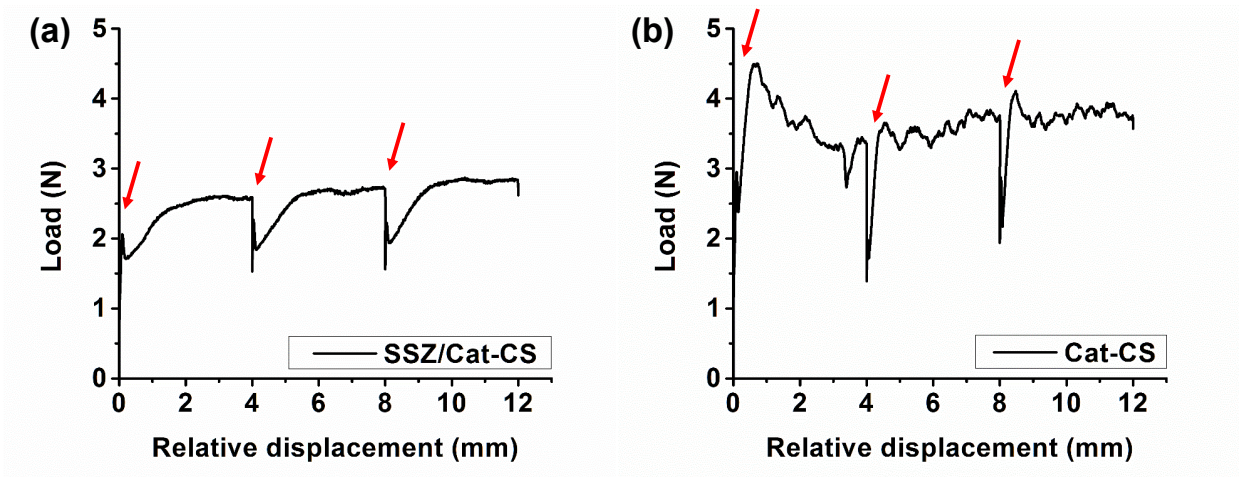 (a)
5
4
3
2
1
0
Load (N)
SSZ/Cat-CS
0 2 4 6 8 10 12
Relative displacement (mm)
(b)
5
4
3
2
1
0
Load (N)
Cat-CS
0 2 4 6 8 10 12
Relative displacement (mm)